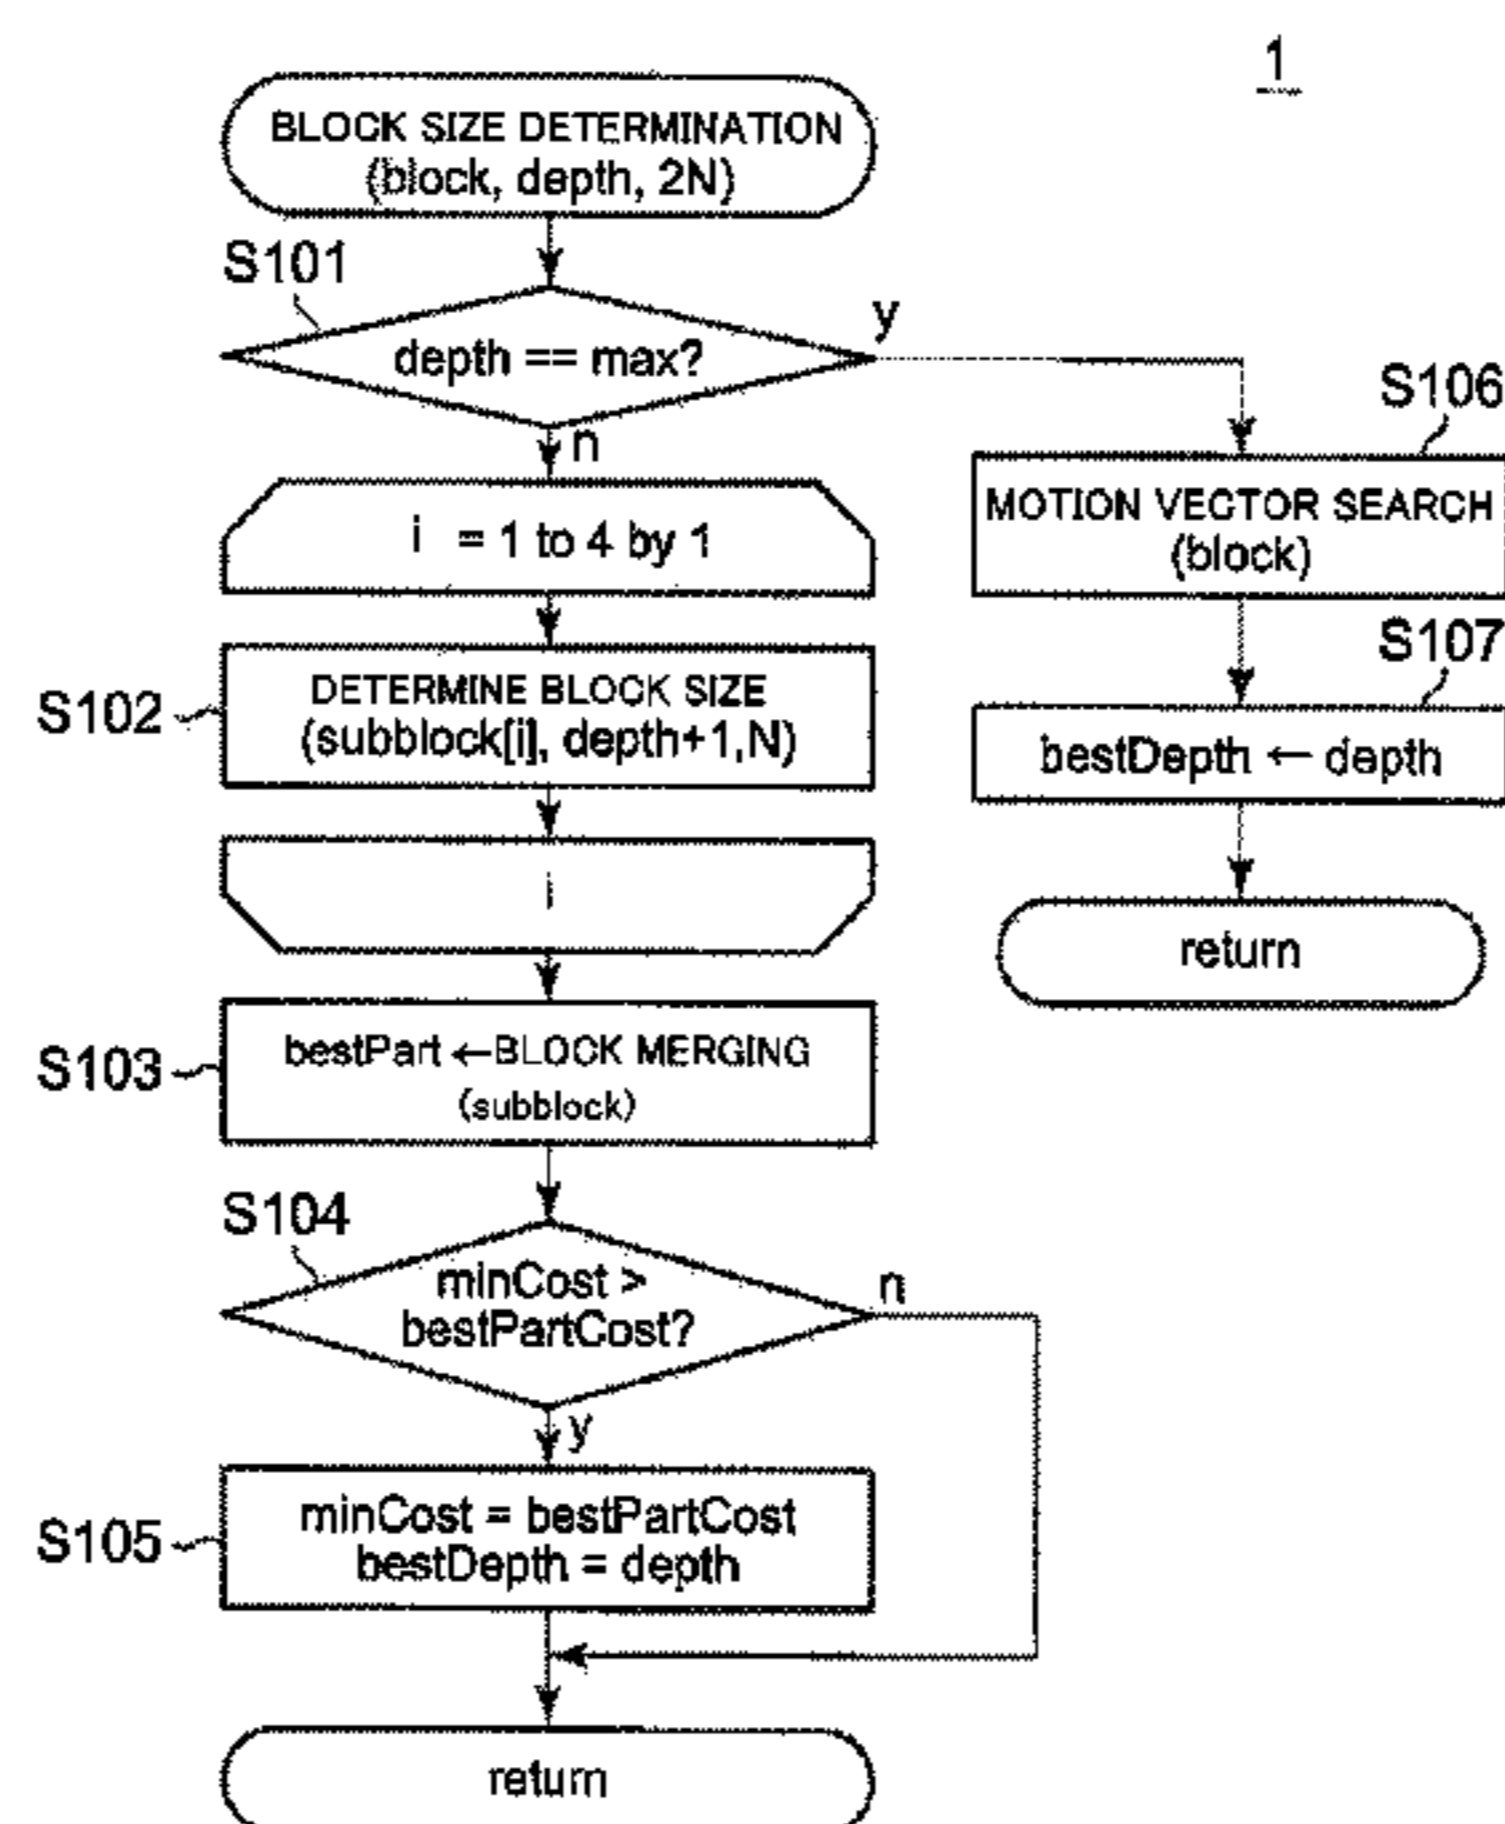 1
BLOCK SIZE DETERMINATION
(block, depth, 2N)
S101
depth == max?
y
n
i = 1 to 4 by 1
S102
DETERMINE BLOCK SIZE
(subblock[i], depth+1,N)
i
S103
bestPart ←BLOCK MERGING
(subblock)
S104
minCost >
bestPartCost?
n
y
S105
minCost = bestPartCost
bestDepth = depth
return
S106
MOTION VECTOR SEARCH
(block)
S107
bestDepth ← depth
return